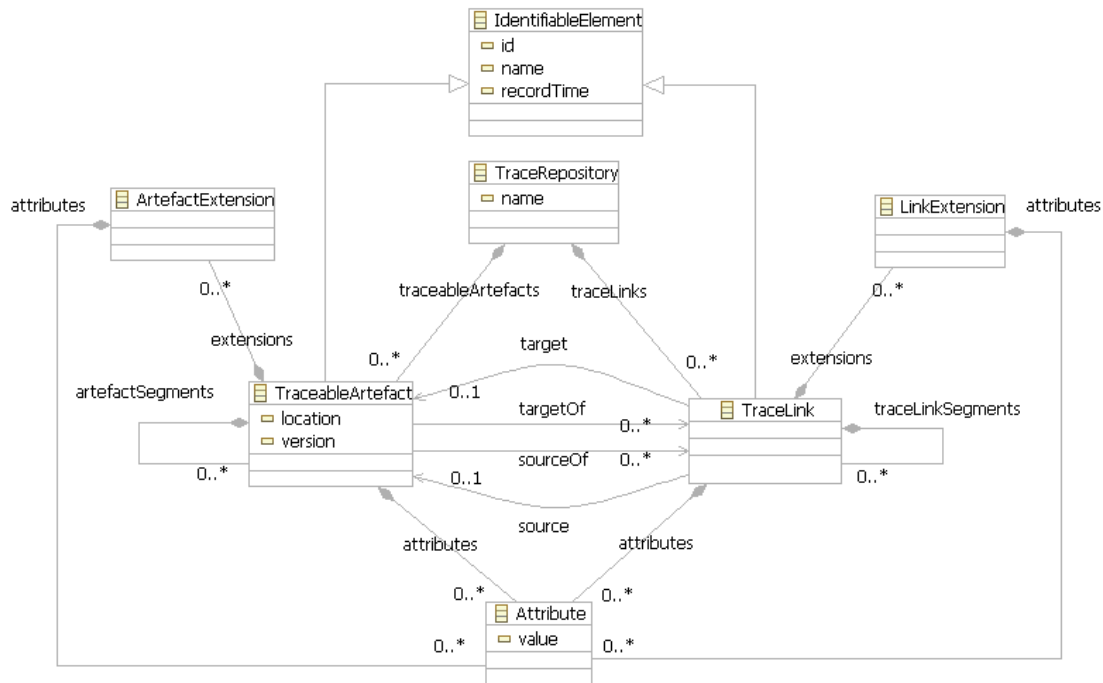 IdentifiableElement
id
name
recordTime
TraceRepository
name
ArtefactExtension
attributes
LinkExtension
attributes
0..*
0..*
traceableArtefacts
traceLinks
extensions
extensions
0..*
0..*
target
TraceableArtefact
location
version
artefactSegments
0..*
0..1
targetOf
0..*
sourceOf
0..*
0..1
source
TraceLink
traceLinkSegments
0..*
attributes
attributes
0..*
0..*
Attribute
value
0..*
0..*